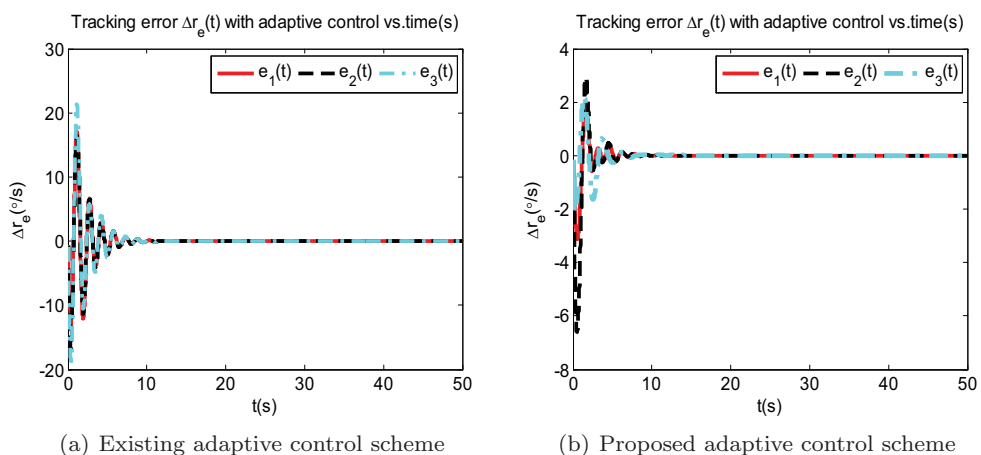 Tracking error Δr_e(t) with adaptive control vs.time(s)
30
20
10
0
-10
-20
Δr_e(°/s)
e_1(t) e_2(t) e_3(t)
0 10 20 30 40 50
t(s)
(a) Existing adaptive control scheme
Tracking error Δr_e(t) with adaptive control vs.time(s)
4
2
0
-2
-4
-6
-8
Δr_e(°/s)
e_1(t) e_2(t) e_3(t)
0 10 20 30 40 50
t(s)
(b) Proposed adaptive control scheme